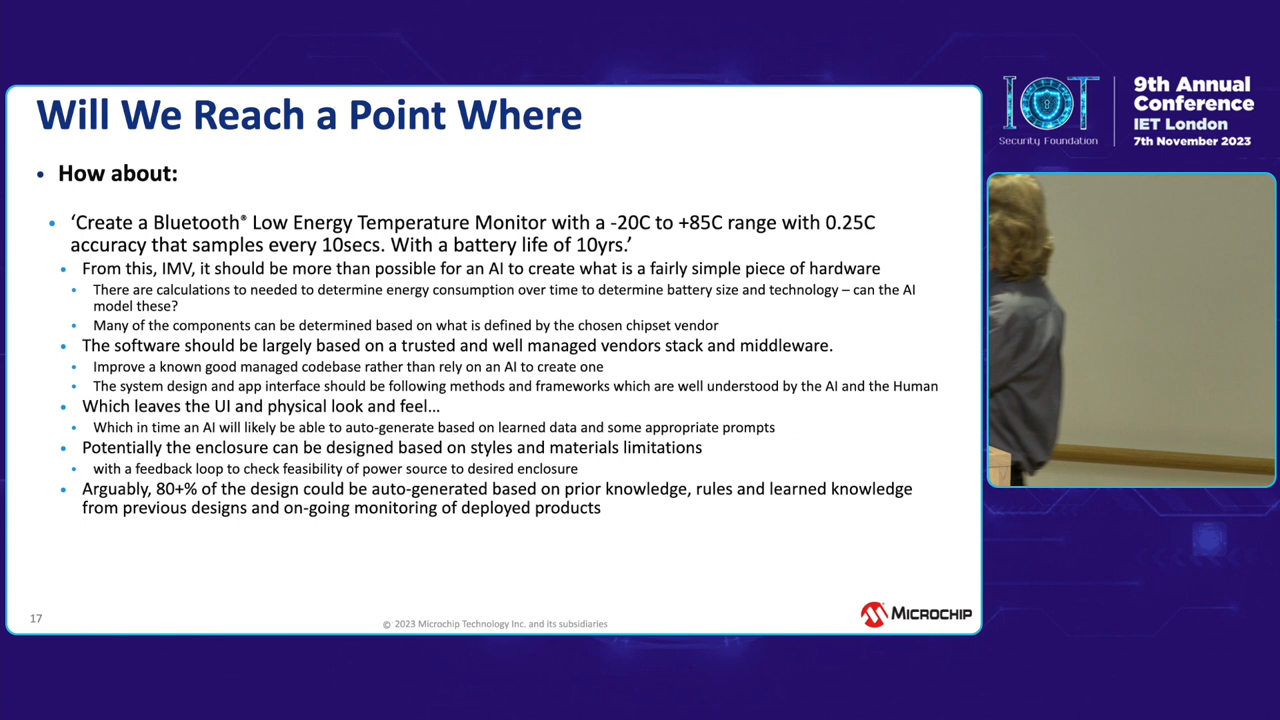 Will We Reach a Point Where
• How about:
• ‘Create a Bluetooth® Low Energy Temperature Monitor with a -20C to +85C range with 0.25C
accuracy that samples every 10secs. With a battery life of 10yrs.’
• From this, IMV, it should be more than possible for an AI to create what is a fairly simple piece of hardware
• There are calculations to needed to determine energy consumption over time to determine battery size and technology – can the AI
model these?
• Many of the components can be determined based on what is defined by the chosen chipset vendor
• The software should be largely based on a trusted and well managed vendors stack and middleware.
• Improve a known good managed codebase rather than rely on an AI to create one
• The system design and app interface should be following methods and frameworks which are well understood by the AI and the Human
• Which leaves the UI and physical look and feel…
• Which in time an AI will likely be able to auto-generate based on learned data and some appropriate prompts
• Potentially the enclosure can be designed based on styles and materials limitations
• with a feedback loop to check feasibility of power source to desired enclosure
• Arguably, 80+% of the design could be auto-generated based on prior knowledge, rules and learned knowledge
from previous designs and on-going monitoring of deployed products
17
© 2023 Microchip Technology Inc. and its subsidiaries
MICROCHIP
IOT
Security Foundation
9th Annual
Conference
IET London
7th November 2023